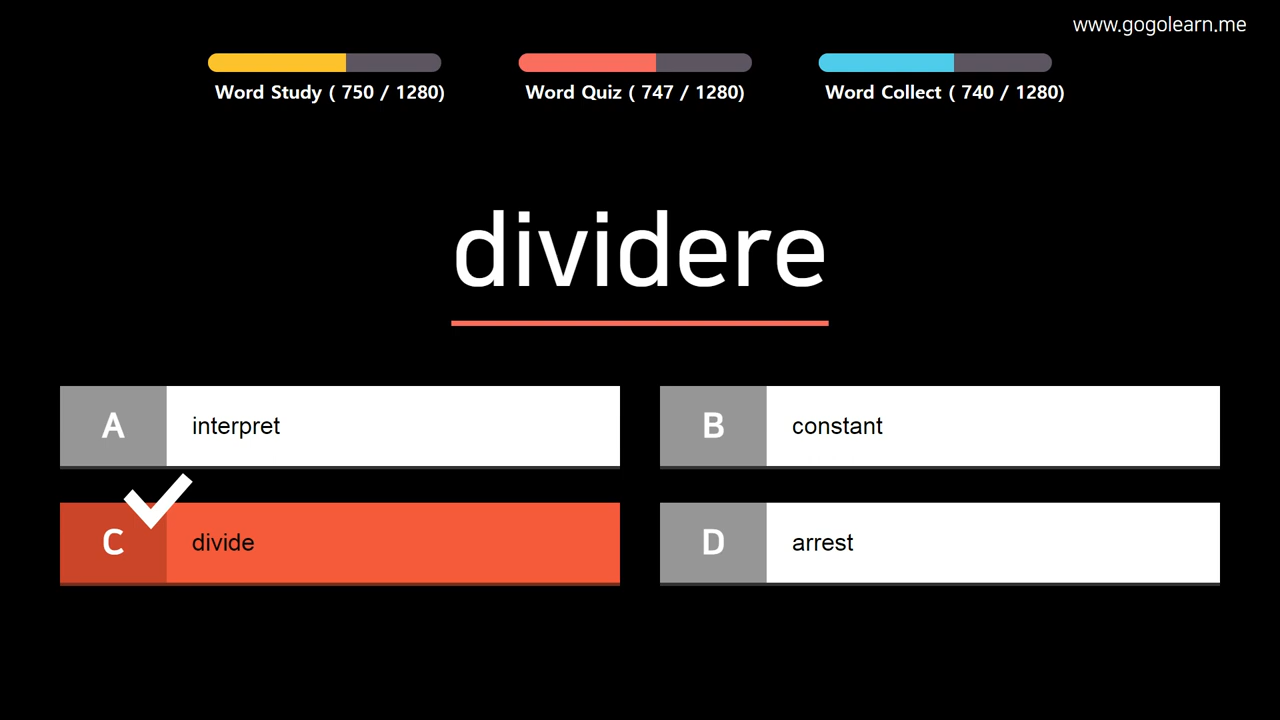 www.gogolearn.me
Word Study ( 750 / 1280)
Word Quiz ( 747 / 1280)
Word Collect ( 740 / 1280)
dividere
A
interpret
B
constant
C
divide
D
arrest